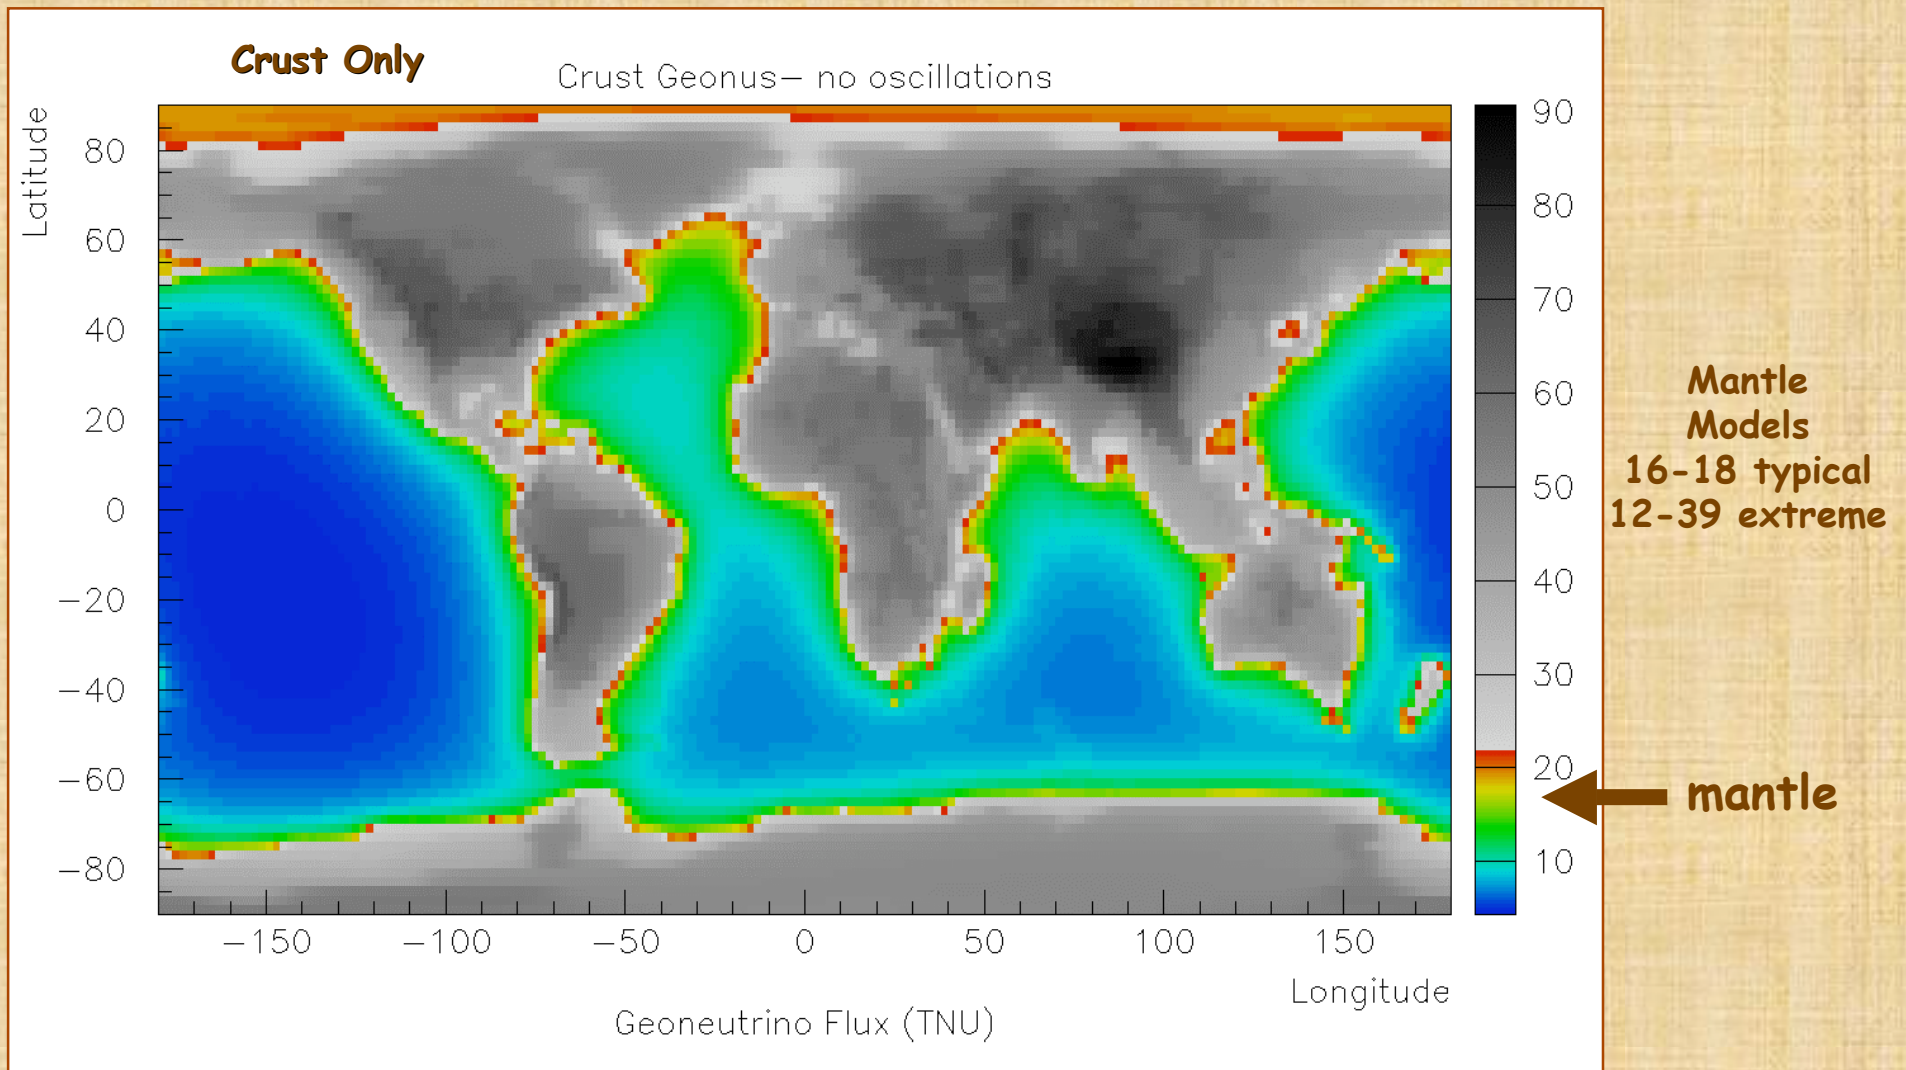 Crust Only
Crust Geonus− no oscillations
Latitude
80
60
40
20
0
−20
−40
−60
−80
−150
−100
−50
0
50
100
150
Longitude
Geoneutrino Flux (TNU)
90
80
70
60
50
40
30
20
10
Mantle
Models
16-18 typical
12-39 extreme
mantle